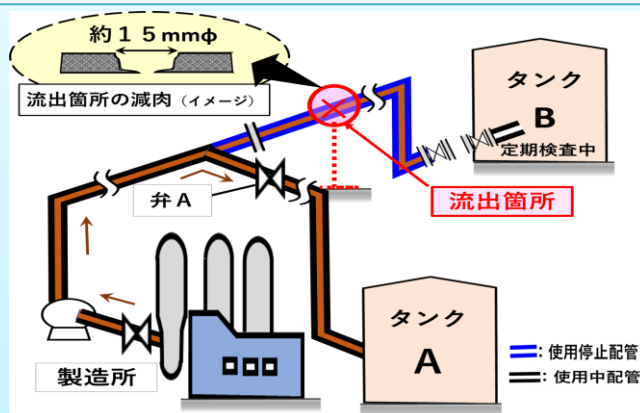 約１５mmφ
流出箇所の減肉（イメージ）
タンク
B
定期検査中
弁A
流出箇所
タンク
A
製造所
：使用停止配管
：使用中配管